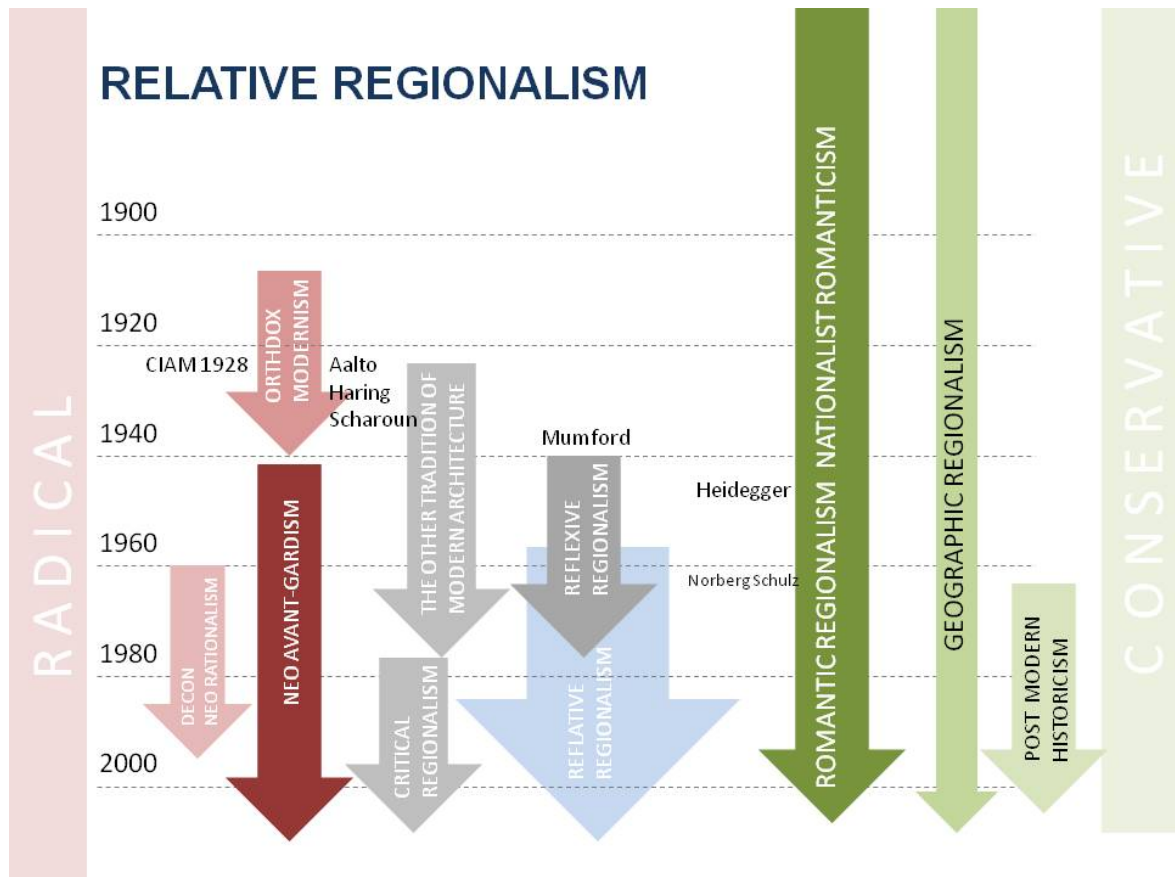 RELATIVE REGIONALISM
RADICAL
CONSERVATIVE
1900
1920
1940
1960
1980
2000
CIAM 1928
ORTHDOX
MODERNISM
Aalto
Haring
Scharoun
NEO AVANT-GARDISM
DECON
NEO RATIONALISM
THE OTHER TRADITION OF
MODERN ARCHITECTURE
CRITICAL
REGIONALISM
Mumford
REFLEXIVE
REGIONALISM
REFLATIVE
REGIONALISM
Heidegger
Norberg Schulz
ROMANTIC REGIONALISM NATIONALIST ROMANTICISM
GEOGRAPHIC REGIONALISM
POST MODERN
HISTORICISM